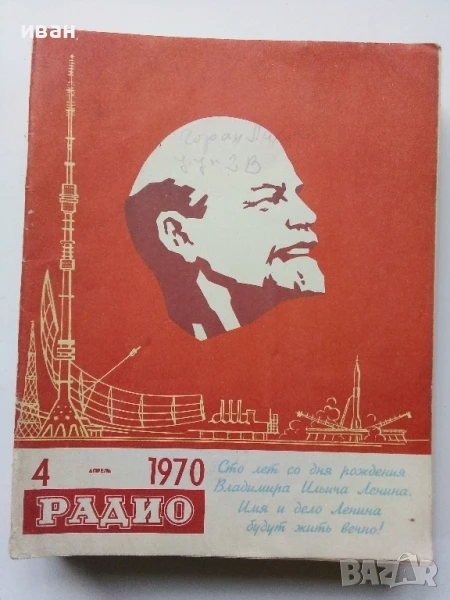 иван
4 АПРЕЛЬ 1970
РАДИО
Сто лет со дня рождения
Владимира Ильича Ленина.
Имя и дело Ленина
будут жить вечно!
BAZAR